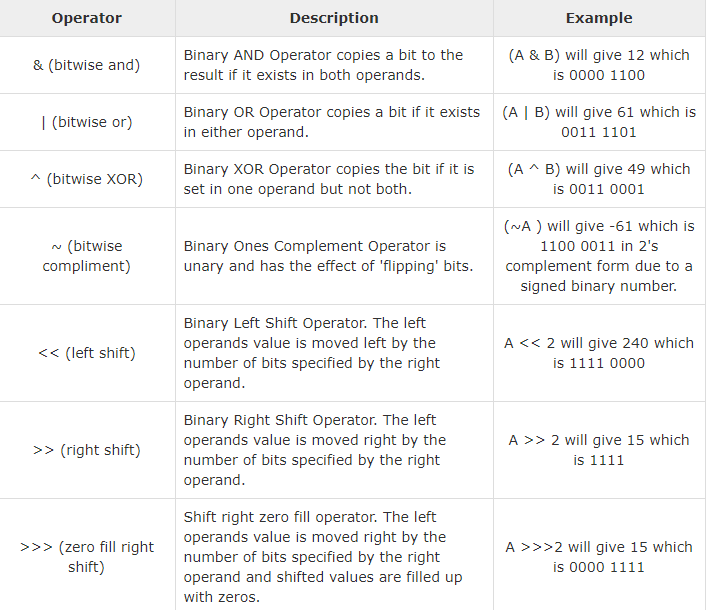 Operator Description Example
& (bitwise and)
Binary AND Operator copies a bit to the
result if it exists in both operands.
(A & B) will give 12 which
is 0000 1100
| (bitwise or)
Binary OR Operator copies a bit if it exists
in either operand.
(A | B) will give 61 which is
0011 1101
^ (bitwise XOR)
Binary XOR Operator copies the bit if it is
set in one operand but not both.
(A ^ B) will give 49 which
is 0011 0001
~ (bitwise
compliment)
Binary Ones Complement Operator is
unary and has the effect of 'flipping' bits.
(~A ) will give -61 which is
1100 0011 in 2's
complement form due to a
signed binary number.
<< (left shift)
Binary Left Shift Operator. The left
operands value is moved left by the
number of bits specified by the right
operand.
A << 2 will give 240 which
is 1111 0000
>> (right shift)
Binary Right Shift Operator. The left
operands value is moved right by the
number of bits specified by the right
operand.
A >> 2 will give 15 which
is 1111
>>> (zero fill right
shift)
Shift right zero fill operator. The left
operands value is moved right by the
number of bits specified by the right
operand and shifted values are filled up
with zeros.
A >>>2 will give 15 which
is 0000 1111